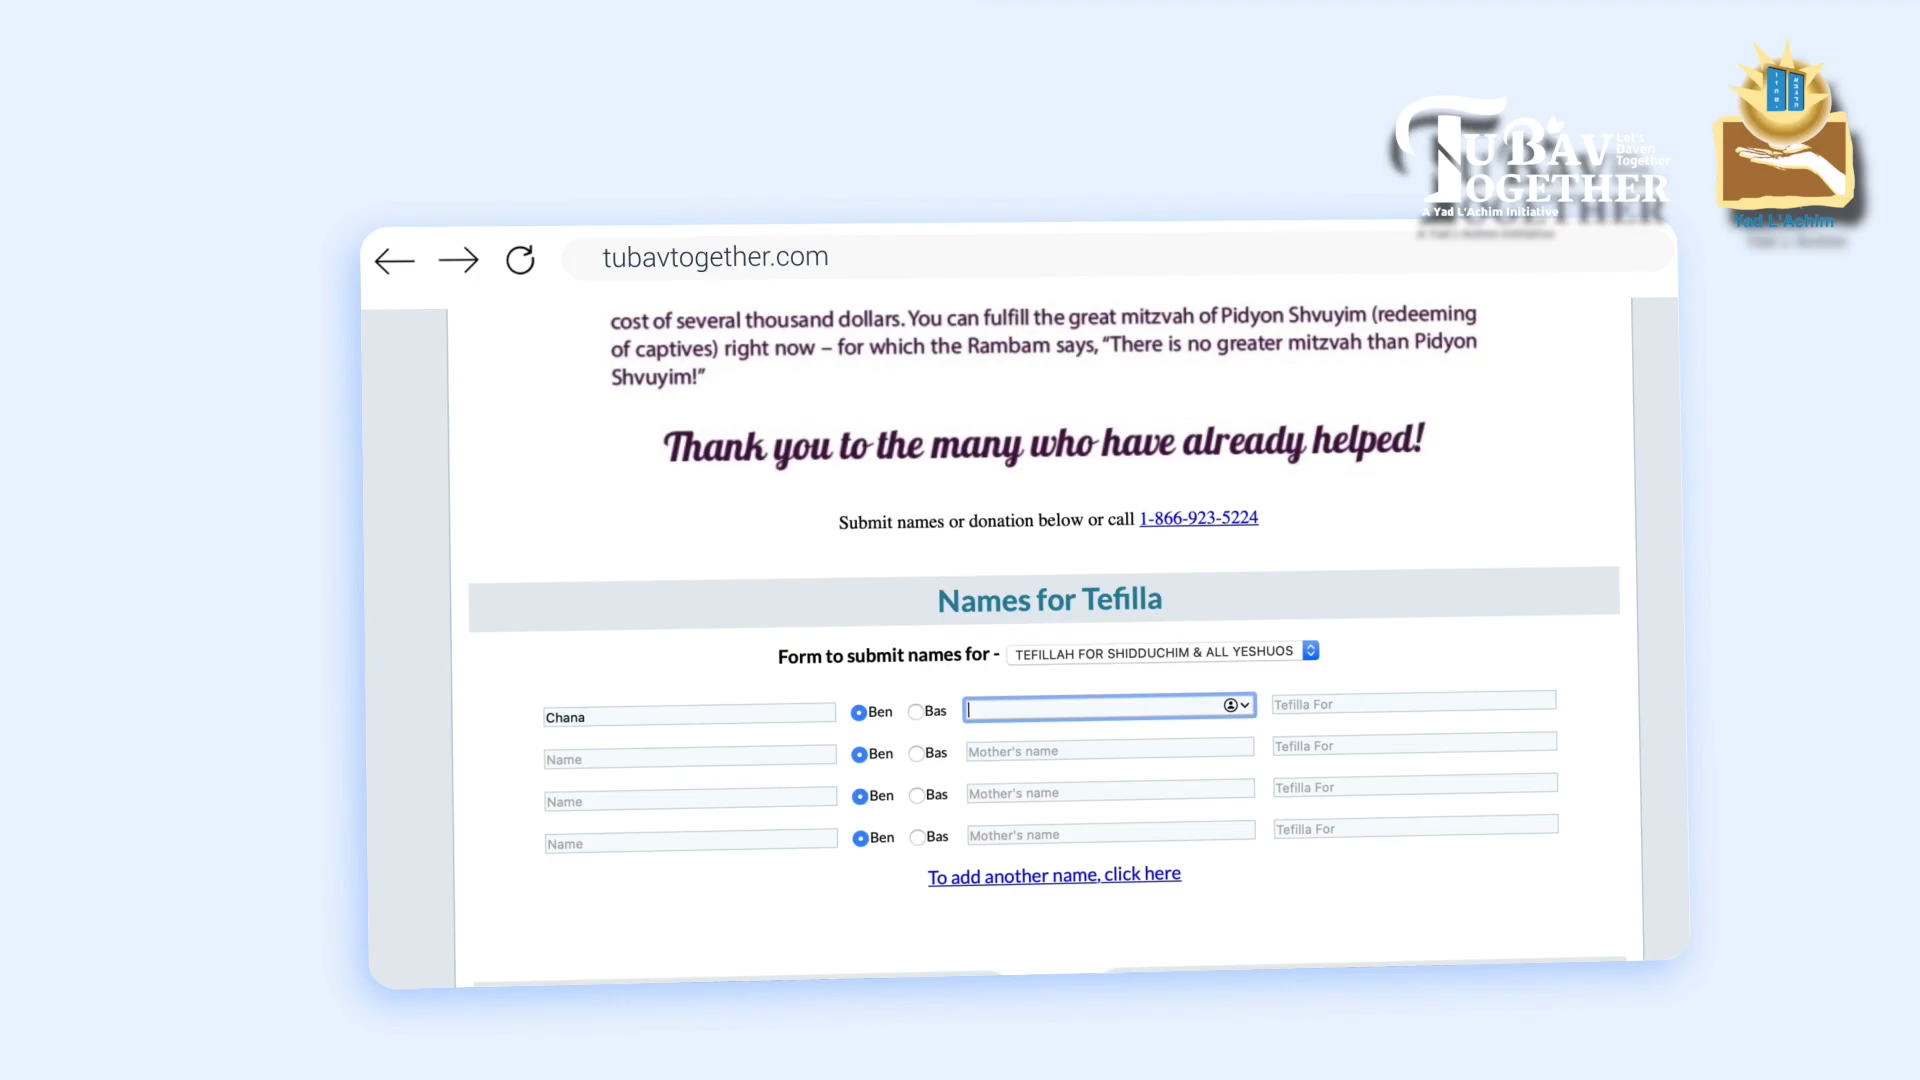 TU BAV
Let's
Daven
Together
TOGETHER
A Yad L'Achim Initiative
Yad L'Achim
tubavtogether.com
cost of several thousand dollars. You can fulfill the great mitzvah of Pidyon Shvuyim (redeeming
of captives) right now – for which the Rambam says, “There is no greater mitzvah than Pidyon
Shvuyim!”
Thank you to the many who have already helped!
Submit names or donation below or call 1-866-923-5224
Names for Tefilla
Form to submit names for - TEFILLAH FOR SHIDDUCHIM & ALL YESHUOS
Chana Ben Bas Tefilla For
Name Ben Bas Mother's name Tefilla For
Name Ben Bas Mother's name Tefilla For
Name Ben Bas Mother's name Tefilla For
To add another name, click here